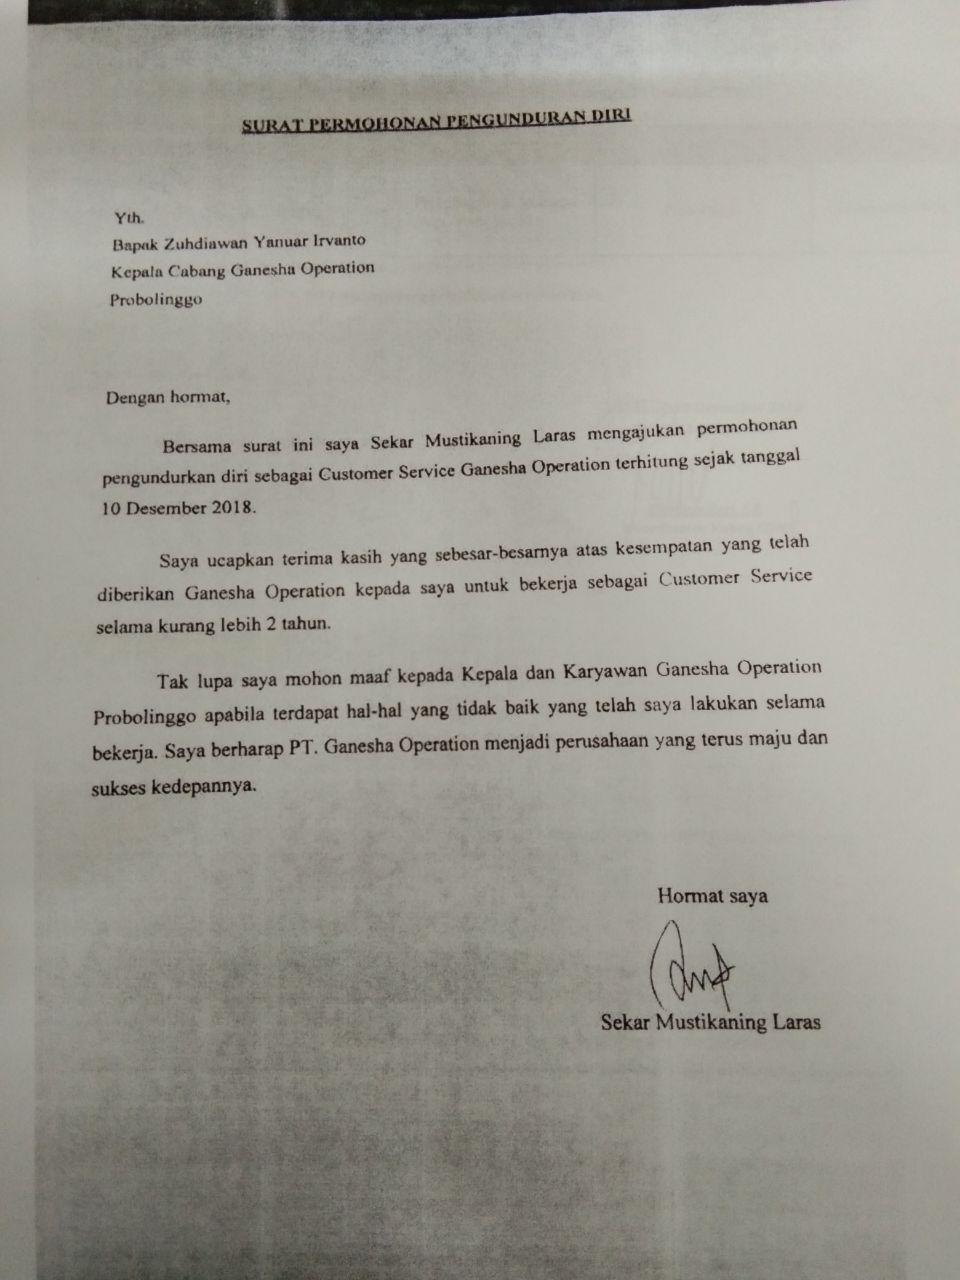 SURAT PERMOHONAN PENGUNDURAN DIRI
Yth.
Bapak Zuhdiawan Yanuar Irvanto
Kepala Cabang Ganesha Operation
Probolinggo
Dengan hormat,
Bersama surat ini saya Sekar Mustikaning Laras mengajukan permohonan
pengundurkan diri sebagai Customer Service Ganesha Operation terhitung sejak tanggal
10 Desember 2018.
Saya ucapkan terima kasih yang sebesar-besarnya atas kesempatan yang telah
diberikan Ganesha Operation kepada saya untuk bekerja sebagai Customer Service
selama kurang lebih 2 tahun.
Tak lupa saya mohon maaf kepada Kepala dan Karyawan Ganesha Operation
Probolinggo apabila terdapat hal-hal yang tidak baik yang telah saya lakukan selama
bekerja. Saya berharap PT. Ganesha Operation menjadi perusahaan yang terus maju dan
sukses kedepannya.
Hormat saya
Sekar Mustikaning Laras